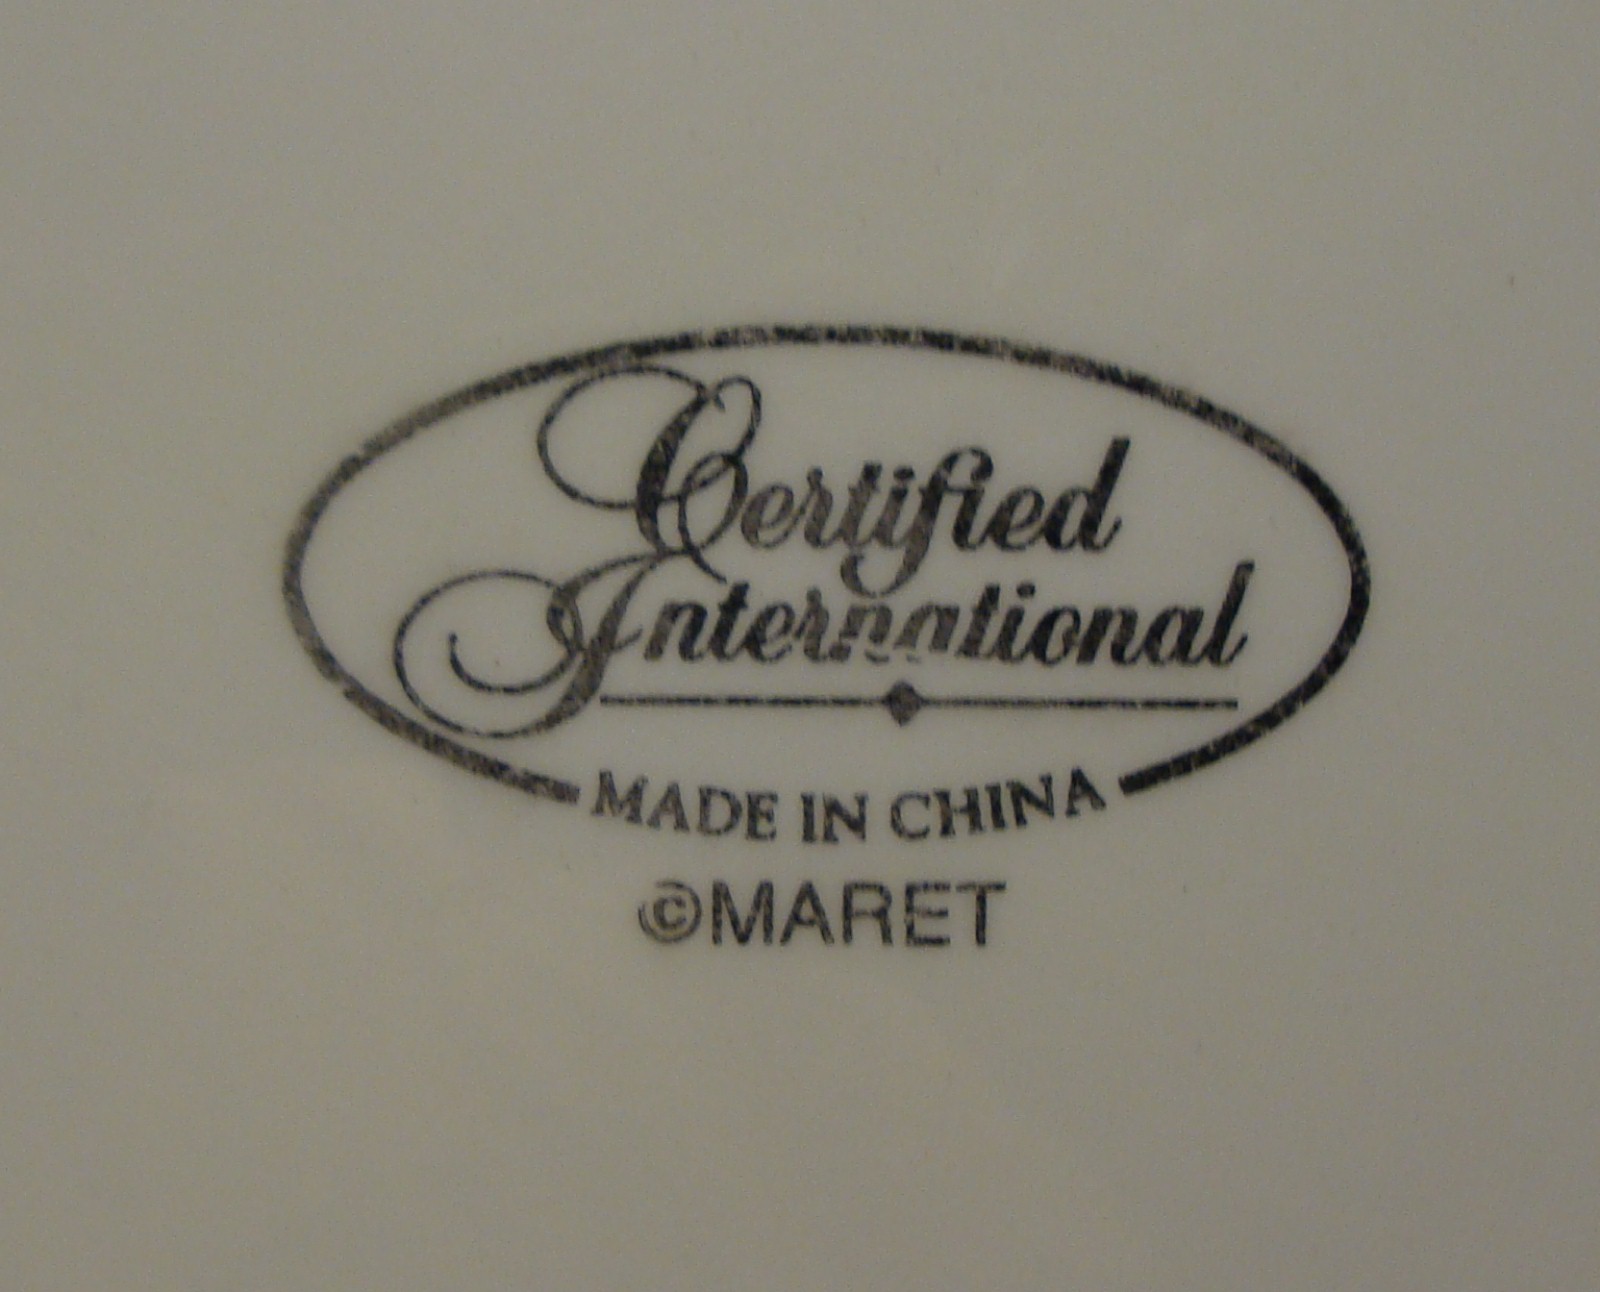 Certified
International
MADE IN CHINA
©MARET